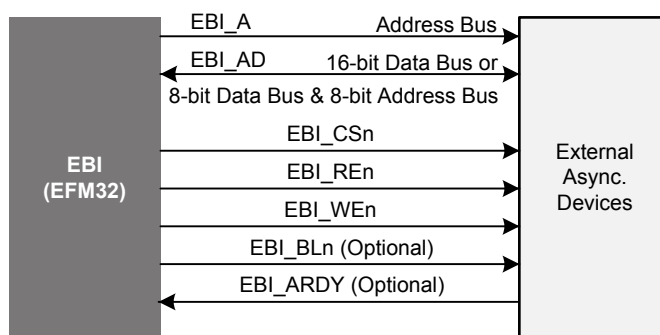 EBI_A Address Bus
EBI_AD 16-bit Data Bus or
8-bit Data Bus & 8-bit Address Bus
EBI_CSn
EBI
(EFM32)
EBI_REn
EBI_WEn
EBI_BLn (Optional)
EBI_ARDY (Optional)
External
Async.
Devices